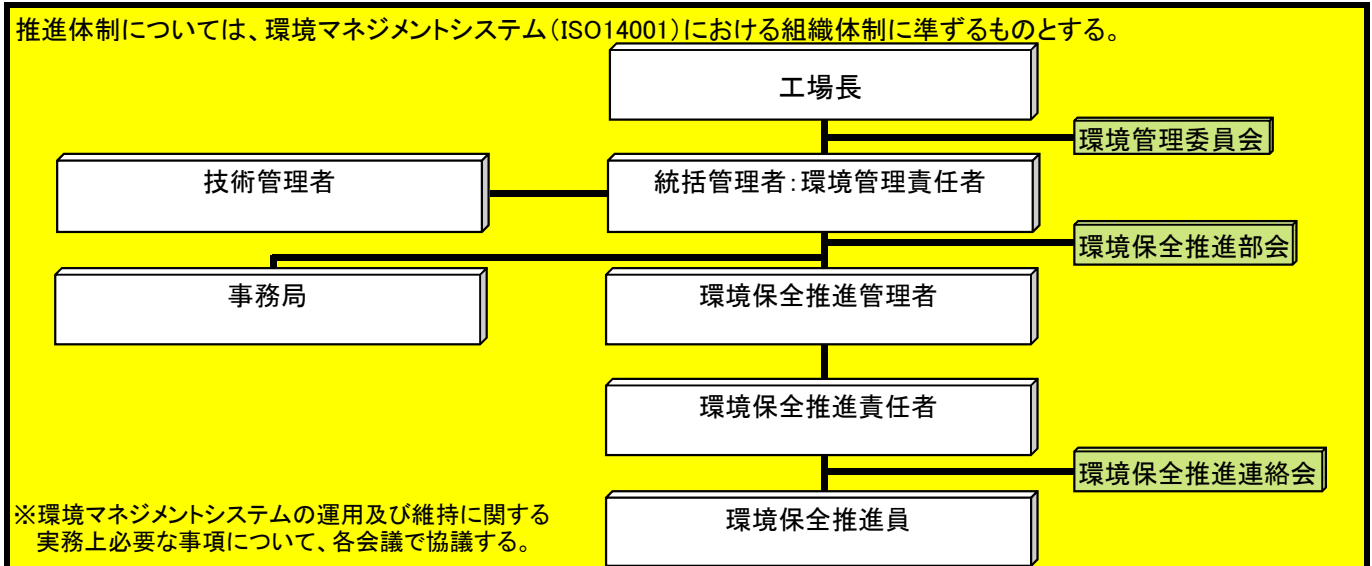 推進体制については、環境マネジメントシステム(ISO14001)における組織体制に準ずるものとする。
工場長
環境管理委員会
技術管理者
統括管理者:環境管理責任者
環境保全推進部会
事務局
環境保全推進管理者
環境保全推進責任者
環境保全推進連絡会
※環境マネジメントシステムの運用及び維持に関する
実務上必要な事項について、各会議で協議する。
環境保全推進員